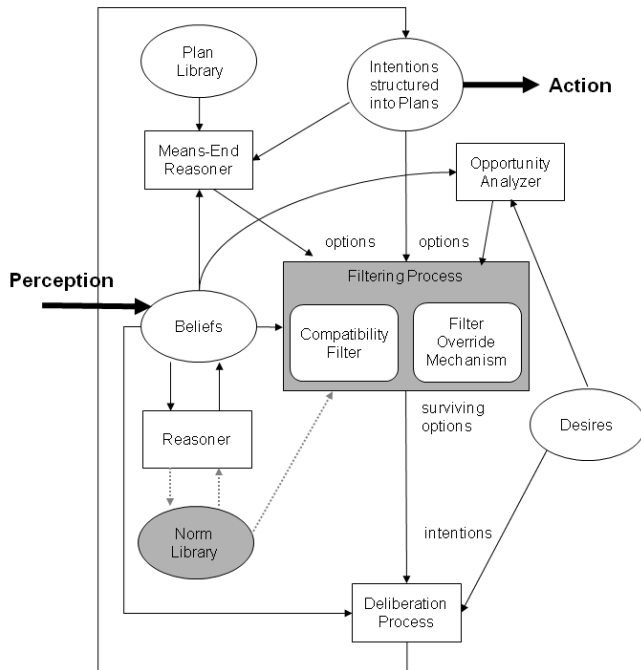 Plan
Library
Intentions
structured
into Plans
Action
Means-End
Reasoner
Opportunity
Analyzer
options
options
Perception
Filtering Process
Beliefs
Compatibility
Filter
Filter
Override
Mechanism
surviving
options
Reasoner
Desires
Norm
Library
intentions
Deliberation
Process